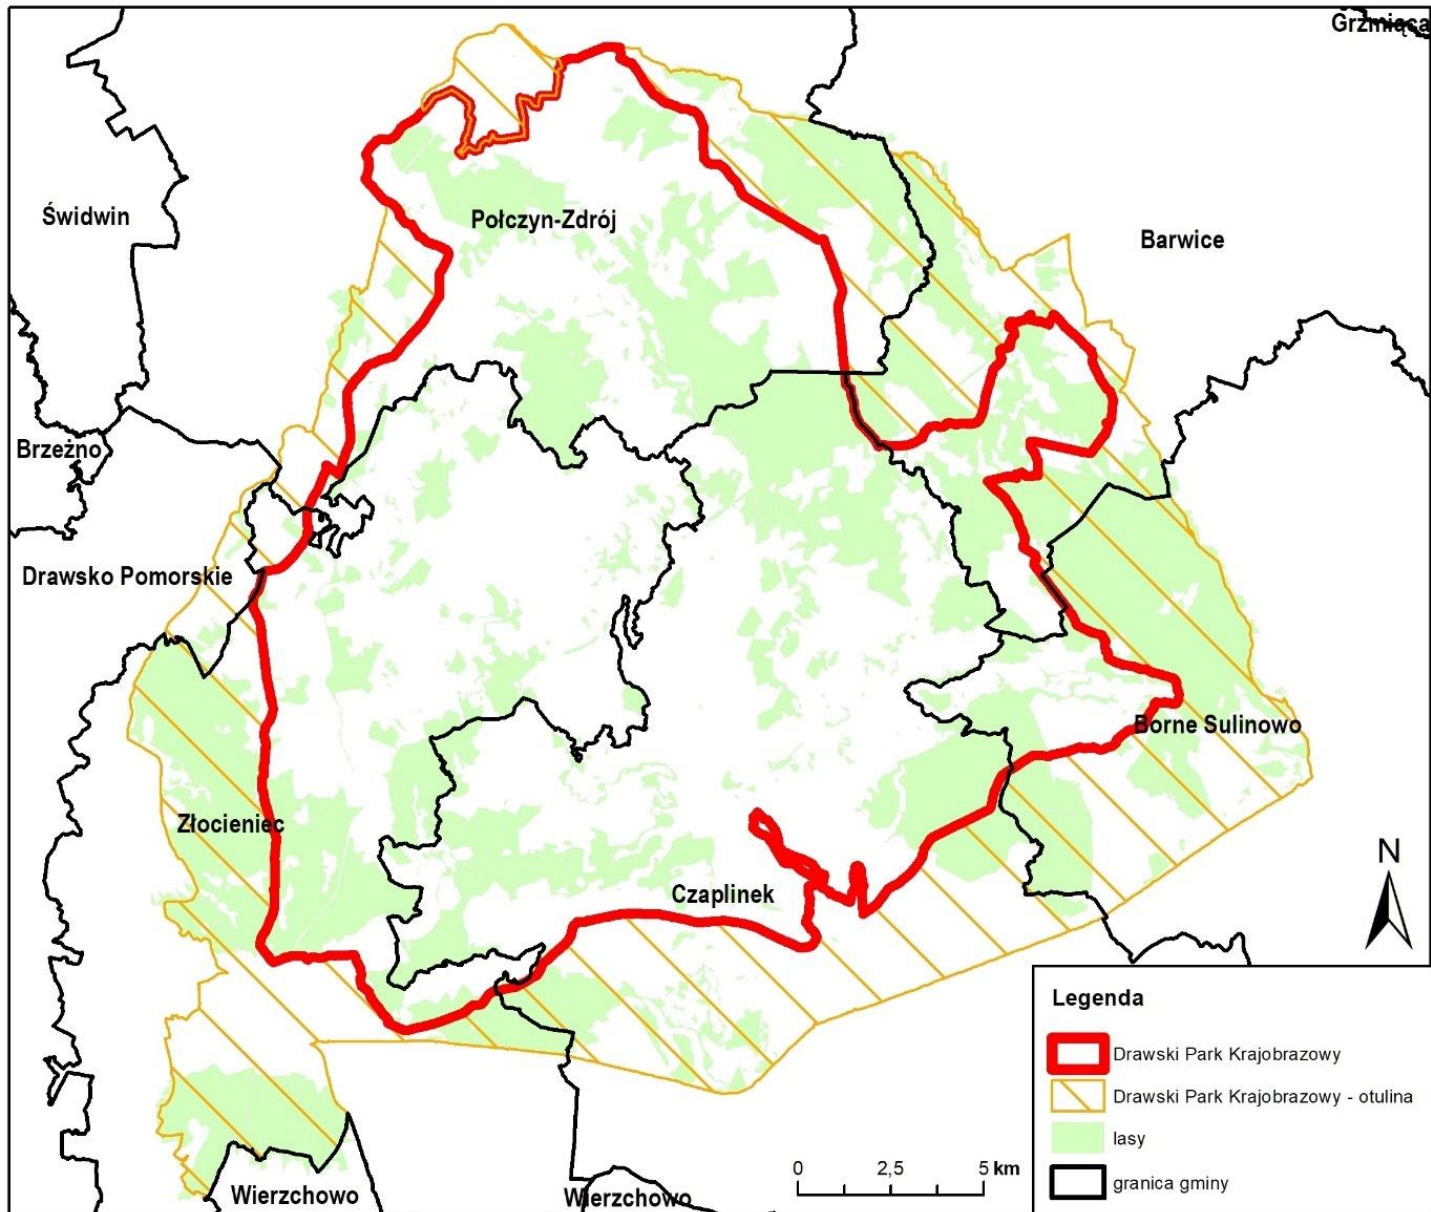 Grzmiąca
Świdwin
Połczyn-Zdrój
Barwice
Brzeżno
Drawsko Pomorskie
Borne Sulinowo
Złocieniec
Czaplinek
N
Legenda
Drawski Park Krajobrazowy
Drawski Park Krajobrazowy - otulina
lasy
granica gminy
0 2,5 5 km
Wierzchowo
Wierzchowo